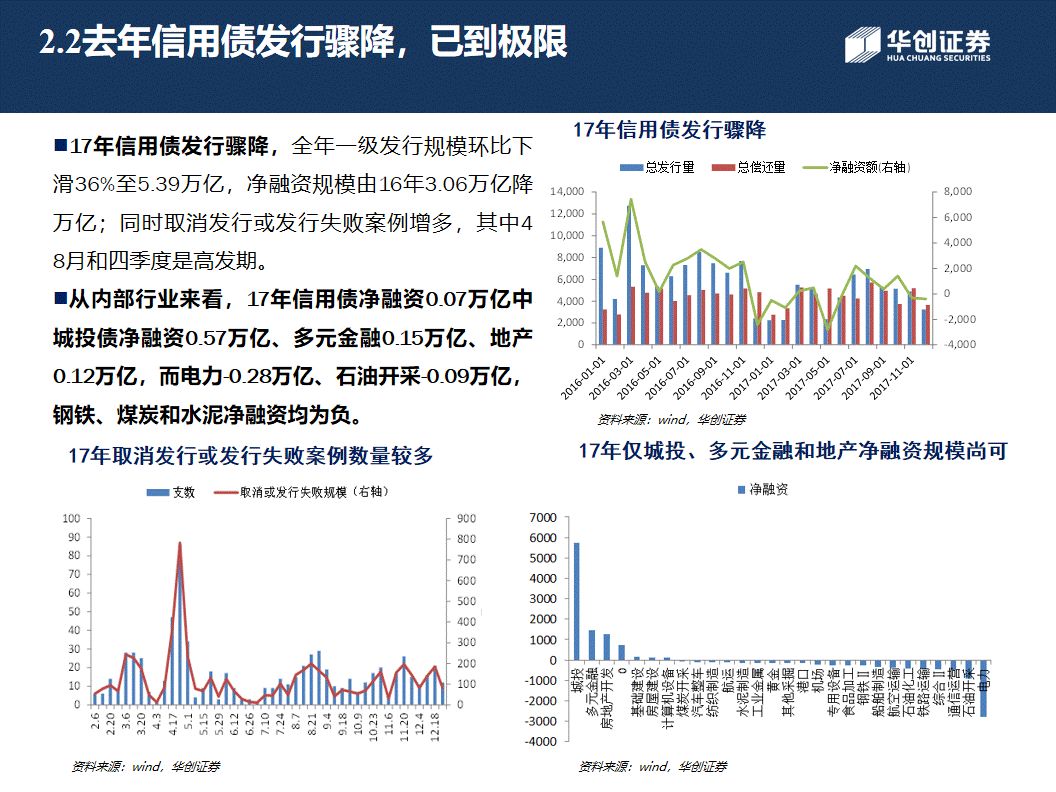 2.2去年信用债发行骤降，已到极限
华创证券
HUA CHUANG SECURITIES
■17年信用债发行骤降，全年一级发行规模环比下
滑36%至5.39万亿，净融资规模由16年3.06万亿降
万亿；同时取消发行或发行失败案例增多，其中4
8月和四季度是高发期。
■从内部行业来看，17年信用债净融资0.07万亿中
城投债净融资0.57万亿、多元金融0.15万亿、地产
0.12万亿，而电力-0.28万亿、石油开采-0.09万亿，
钢铁、煤炭和水泥净融资均为负。
17年信用债发行骤降
总发行量 总偿还量 净融资额(右轴)
14,000 8,000
12,000 6,000
10,000 4,000
8,000 2,000
6,000 0
4,000 -2,000
2,000 -4,000
0
2016-01-01 2016-03-01 2016-05-01 2016-07-01 2016-09-01 2016-11-01 2017-01-01 2017-03-01 2017-05-01 2017-07-01 2017-09-01 2017-11-01
资料来源：wind，华创证券
17年取消发行或发行失败案例数量较多
支数 取消或发行失败规模（右轴）
100 900
90 800
80 700
70 600
60 500
50 400
40 300
30 200
20 100
10 0
0
2.6 2.20 3.6 3.20 4.3 4.17 5.1 5.15 5.29 6.12 6.26 7.10 7.24 8.7 8.21 9.4 9.18 10.9 10.23 11.6 11.20 12.4 12.18
资料来源：wind，华创证券
17年仅城投、多元金融和地产净融资规模尚可
净融资
7000
6000
5000
4000
3000
2000
1000
0
-1000
-2000
-3000
-4000
城投 多元金融 房地产开发 0 基础建设 房屋建设 计算机设备 煤炭开采 汽车整车 纺织制造 航运 水泥制造 工业金属 黄金 其他采掘 港口 机场 专用设备 食品加工 钢铁Ⅱ 船舶制造 航空运输 石油化工 铁路运输 综合Ⅱ 通信运营 石油开采 电力
资料来源：wind，华创证券